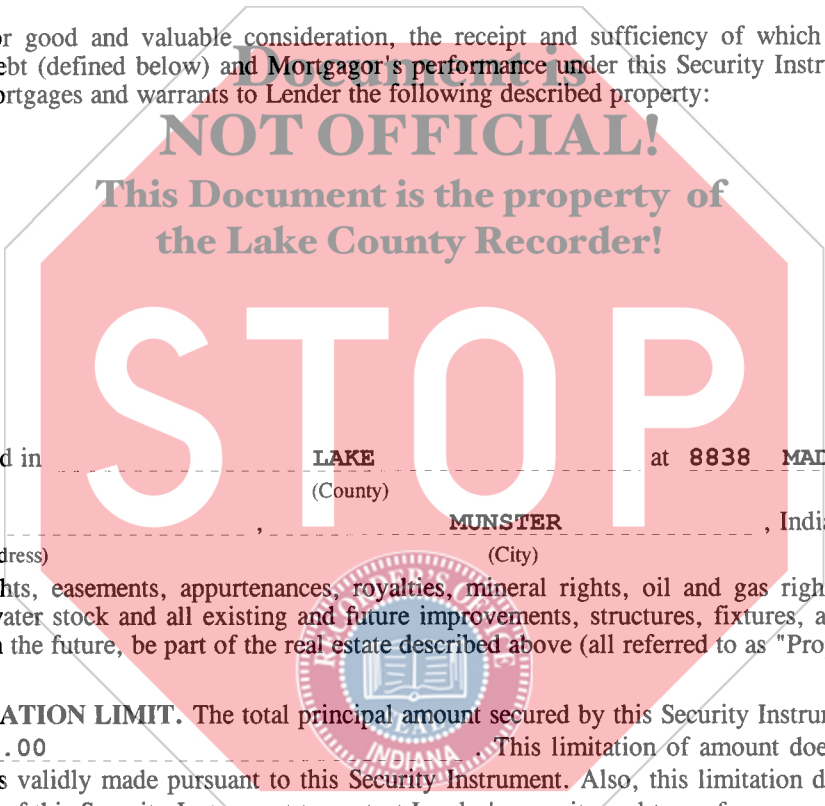 or good and valuable consideration, the receipt and sufficiency of which
ebt (defined below) and Mortgagor's performance under this Security Instr
ortgages and warrants to Lender the following described property:
Document is
NOT OFFICIAL!
This Document is the property of
the Lake County Recorder!
STOP
d in LAKE at 8838 MAD
(County)
, MUNSTER , India
dress) (City)
hts, easements, appurtenances, royalties, mineral rights, oil and gas righ
vater stock and all existing and future improvements, structures, fixtures, a
n the future, be part of the real estate described above (all referred to as "Pro
RECORDER'S OFFICE
SEAL
INDIANA
ATION LIMIT. The total principal amount secured by this Security Instrum
.00 . This limitation of amount doe
s validly made pursuant to this Security Instrument. Also, this limitation d